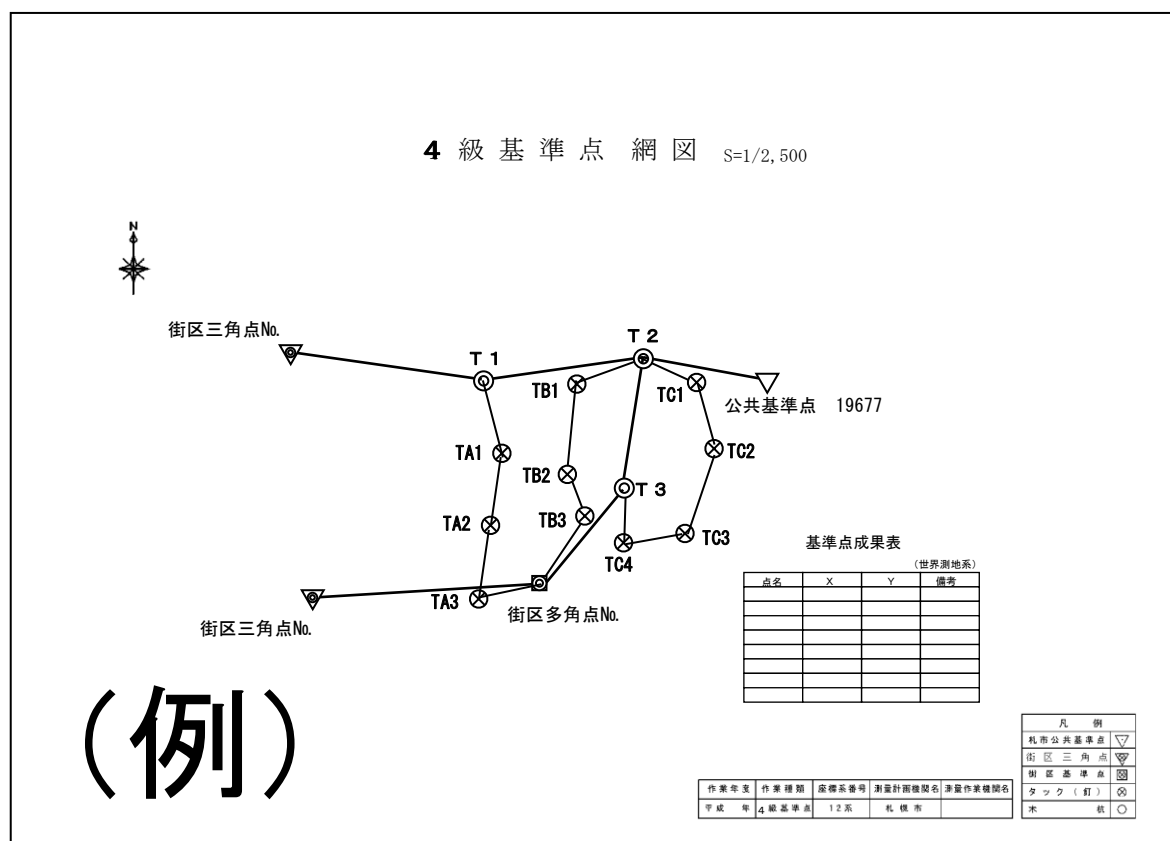 4 級 基 準 点 網 図 S=1/2,500
N
街区三角点No.
T 1
T 2
TB1
TC1
公共基準点 19677
TA1
TB2
TC2
T 3
TA2
TB3
TC3
TC4
TA3
街区多角点No.
街区三角点No.
基準点成果表
(世界測地系)
点名 X Y 備考
(例)
凡 例
札市公共基準点
街 区 三 角 点
街 区 基 準 点
タック(釘)
木 杭
作業年度 作業種類 座標系番号 測量計画機関名 測量作業機関名
平成 年 4級基準点 12系 札幌市